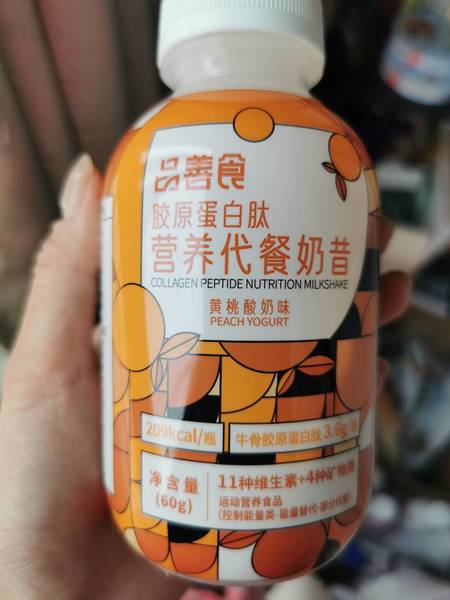 品善食
胶原蛋白肽
营养代餐奶昔
COLLAGEN PEPTIDE NUTRITION MILKSHAKE
黄桃酸奶味
PEACH YOGURT
209kcal/瓶
牛骨胶原蛋白肽 3.6g/瓶
净含量
(60g)
11种维生素+4种矿物质
运动营养食品
(控制能量类-能量替代-部分代餐)